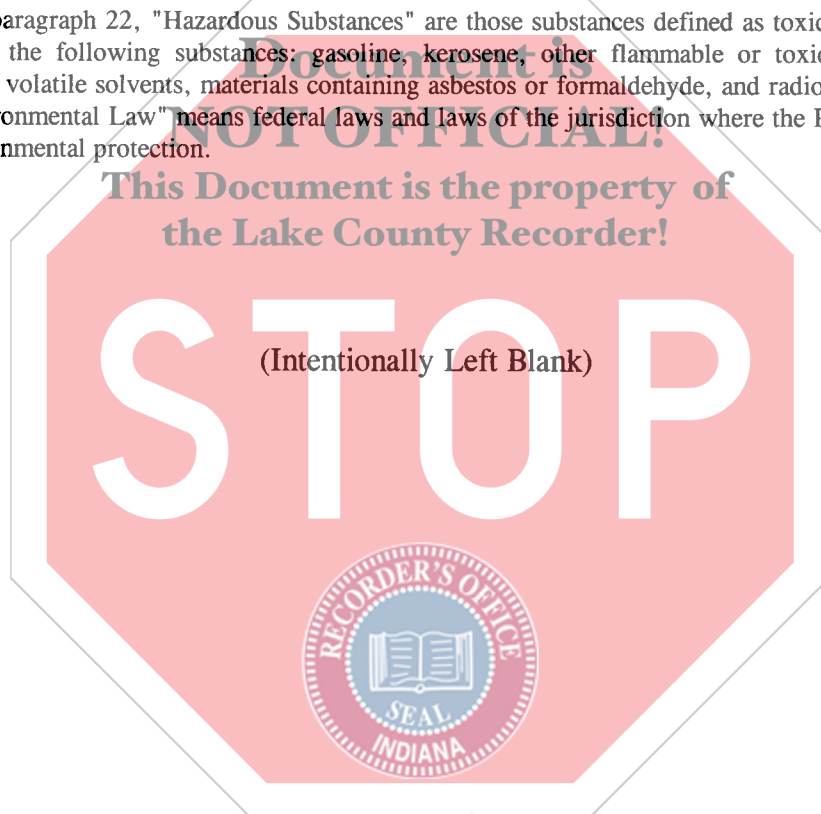 paragraph 22, "Hazardous Substances" are those substances defined as toxic
the following substances: gasoline, kerosene, other flammable or toxic
volatile solvents, materials containing asbestos or formaldehyde, and radio
onmental Law" means federal laws and laws of the jurisdiction where the P
nmental protection.
Document is
NOT OFFICIAL!
This Document is the property of
the Lake County Recorder!
(Intentionally Left Blank)
STOP
RECORDER'S OFFICE
SEAL
INDIANA